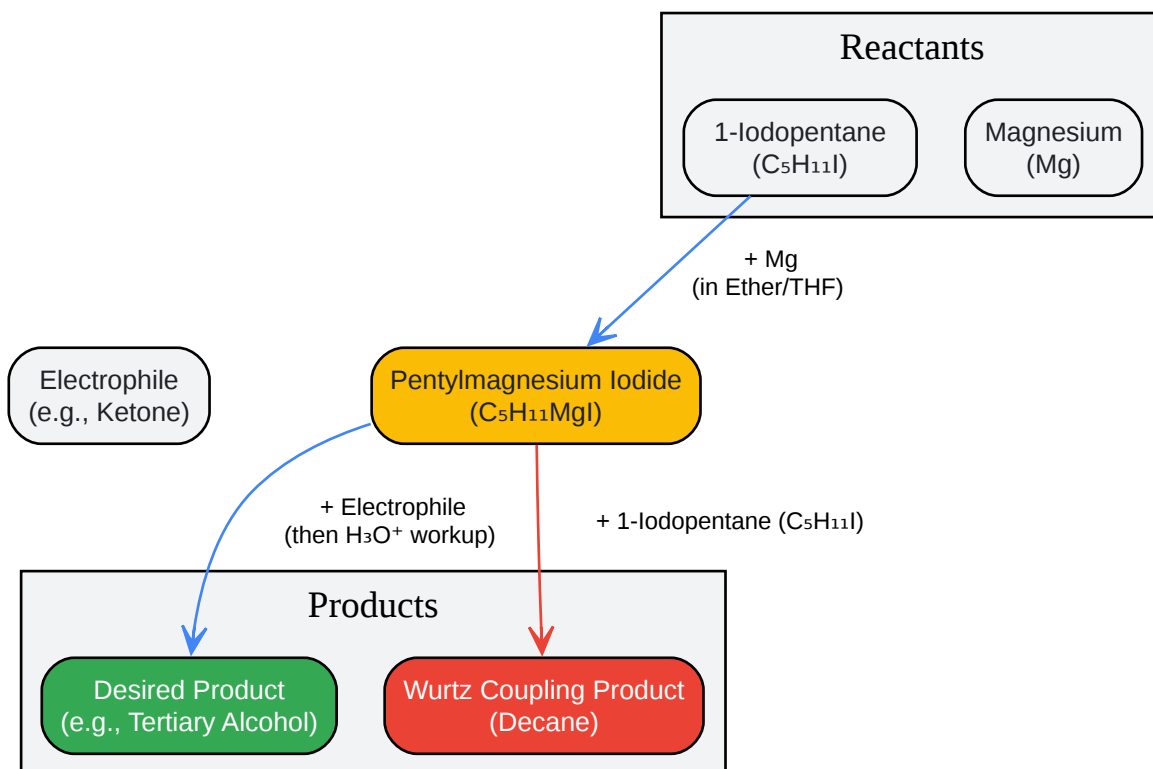 Reactants
1-Iodopentane
(C₅H₁₁I)
Magnesium
(Mg)
+ Mg
(in Ether/THF)
Electrophile
(e.g., Ketone)
Pentylmagnesium Iodide
(C₅H₁₁MgI)
+ Electrophile
(then H₃O⁺ workup)
+ 1-Iodopentane (C₅H₁₁I)
Products
Desired Product
(e.g., Tertiary Alcohol)
Wurtz Coupling Product
(Decane)